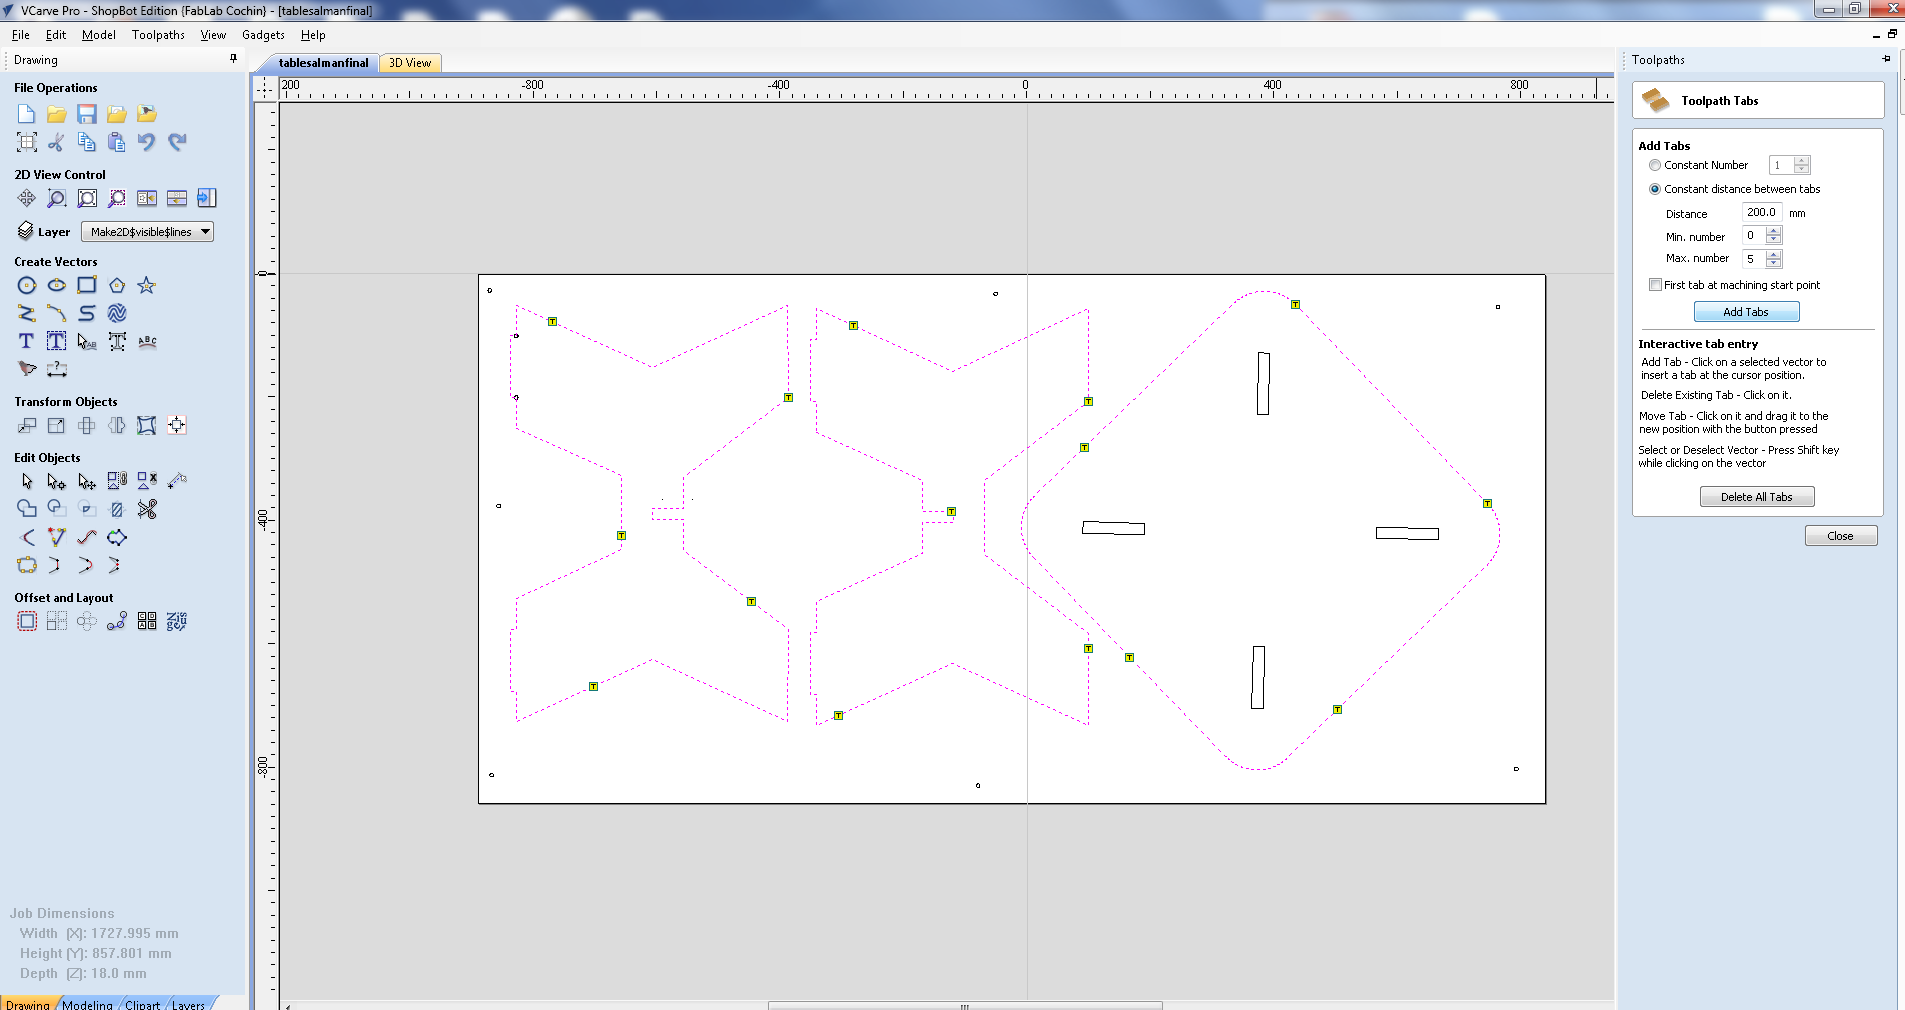 VCarve Pro - ShopBot Edition {FabLab Cochin} - [tablesalmanfinal]
File Edit Model Toolpaths View Gadgets Help
Drawing
File Operations
2D View Control
Layer Make2D$visible$lines
Create Vectors
Transform Objects
Edit Objects
Offset and Layout
Job Dimensions
Width (X): 1727.995 mm
Height (Y): 857.801 mm
Depth (Z): 18.0 mm
Drawing Modeling Clipart Layers
tablesalmanfinal 3D View
200 -800 -400 0 400 800
0
-400
-800
T T T T T
T T T T T
T T T T T
Toolpaths
Toolpath Tabs
Add Tabs
Constant Number 1
Constant distance between tabs
Distance 200.0 mm
Min. number 0
Max. number 5
First tab at machining start point
Add Tabs
Interactive tab entry
Add Tab - Click on a selected vector to
insert a tab at the cursor position.
Delete Existing Tab - Click on it.
Move Tab - Click on it and drag it to the
new position with the button pressed
Select or Deselect Vector - Press Shift key
while clicking on the vector
Delete All Tabs
Close